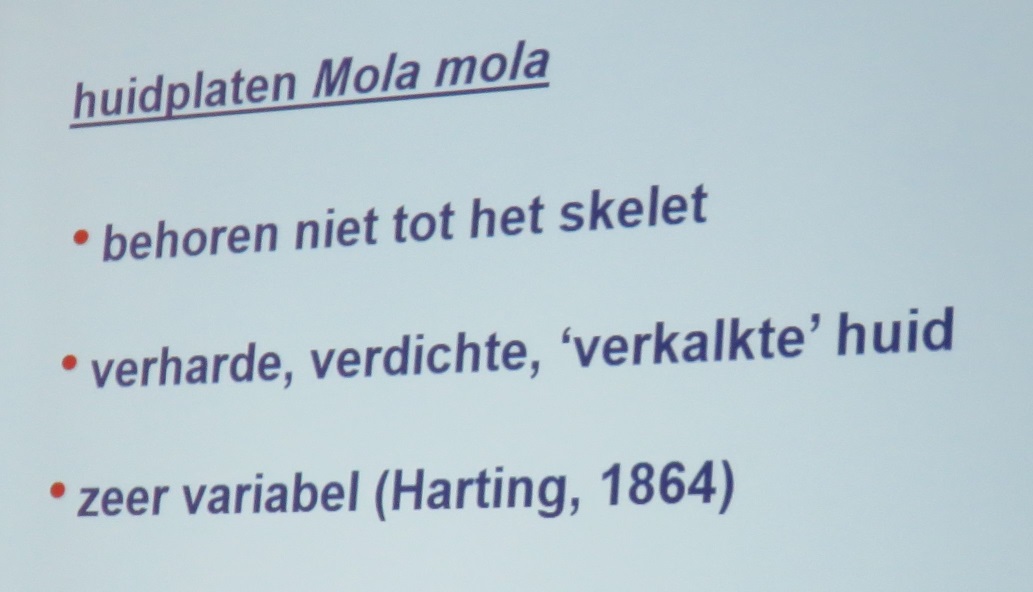 huidplaten Mola mola
• behoren niet tot het skelet
• verharde, verdichte, ‘verkalkte’ huid
• zeer variabel (Harting, 1864)